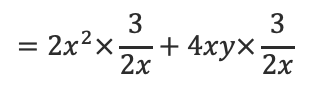 = 2x² × 3/2x + 4xy × 3/2x